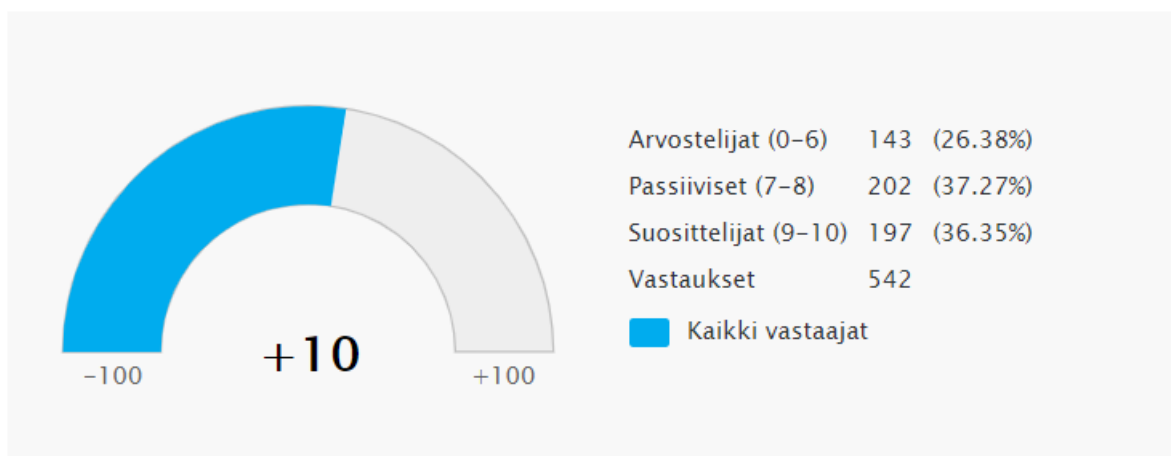 Arvostelijat (0–6) 143 (26.38%)
Passiiviset (7–8) 202 (37.27%)
Suosittelijat (9–10) 197 (36.35%)
Vastaukset 542
Kaikki vastaajat
+10
–100 +100